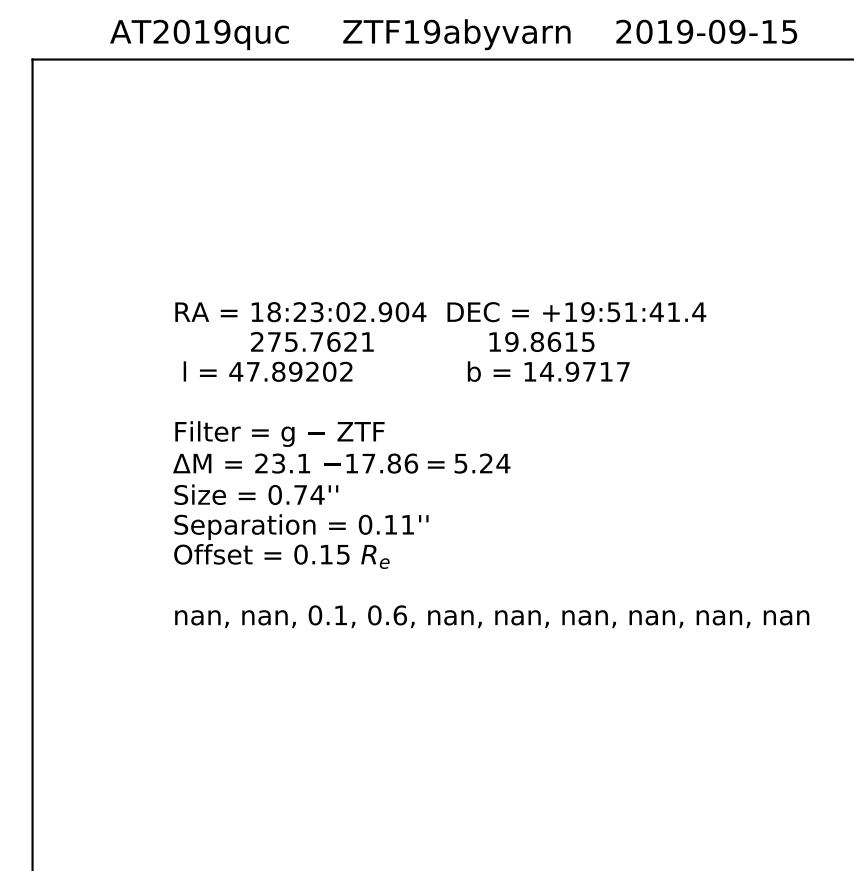 AT2019quc ZTF19abyvarn 2019-09-15
RA = 18:23:02.904 DEC = +19:51:41.4
275.7621 19.8615
l = 47.89202 b = 14.9717
Filter = g − ZTF
ΔM = 23.1 −17.86 = 5.24
Size = 0.74''
Separation = 0.11''
Offset = 0.15 Re
nan, nan, 0.1, 0.6, nan, nan, nan, nan, nan, nan